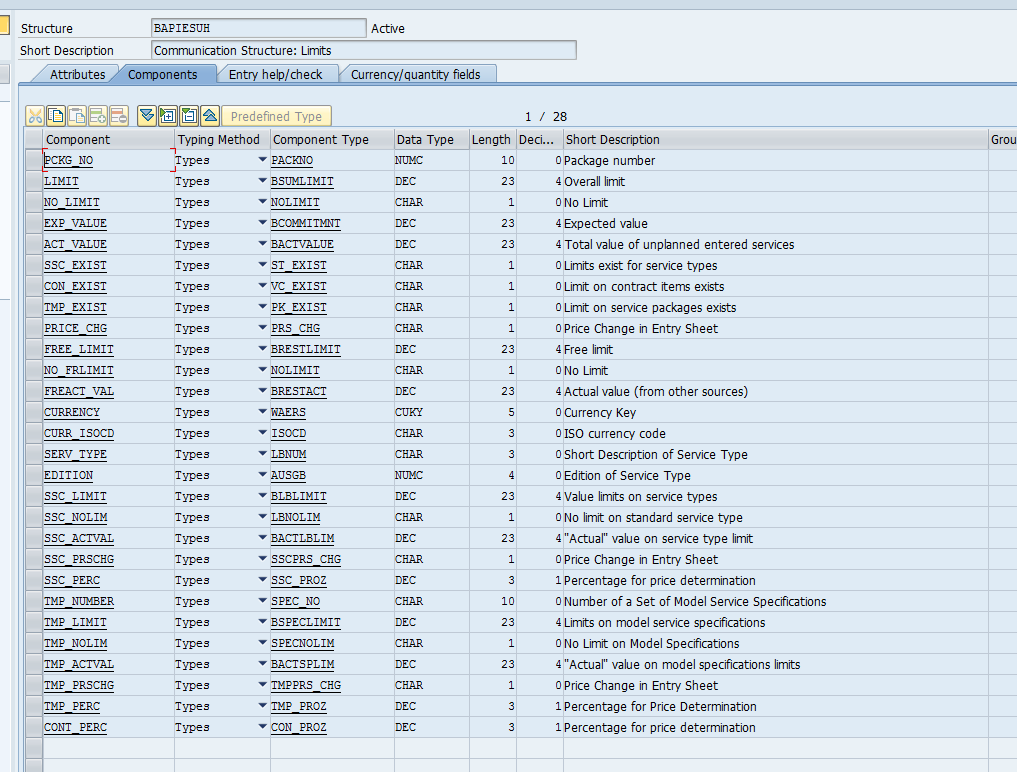 Structure BAPIESUH Active
Short Description Communication Structure: Limits
Attributes Components Entry help/check Currency/quantity fields
Predefined Type 1 / 28
Component Typing Method Component Type Data Type Length Deci... Short Description Grou
PCKG_NO Types PACKNO NUMC 10 0 Package number
LIMIT Types BSUMLIMIT DEC 23 4 Overall limit
NO_LIMIT Types NOLIMIT CHAR 1 0 No Limit
EXP_VALUE Types BCOMMITMNT DEC 23 4 Expected value
ACT_VALUE Types BACTVALUE DEC 23 4 Total value of unplanned entered services
SSC_EXIST Types ST_EXIST CHAR 1 0 Limits exist for service types
CON_EXIST Types VC_EXIST CHAR 1 0 Limit on contract items exists
TMP_EXIST Types PK_EXIST CHAR 1 0 Limit on service packages exists
PRICE_CHG Types PRS_CHG CHAR 1 0 Price Change in Entry Sheet
FREE_LIMIT Types BRESTLIMIT DEC 23 4 Free limit
NO_FRLIMIT Types NOLIMIT CHAR 1 0 No Limit
FREACT_VAL Types BRESTACT DEC 23 4 Actual value (from other sources)
CURRENCY Types WAERS CUKY 5 0 Currency Key
CURR_ISOCD Types ISOCD CHAR 3 0 ISO currency code
SERV_TYPE Types LBNUM CHAR 3 0 Short Description of Service Type
EDITION Types AUSGB NUMC 4 0 Edition of Service Type
SSC_LIMIT Types BLBLIMIT DEC 23 4 Value limits on service types
SSC_NOLIM Types LBNOLIM CHAR 1 0 No limit on standard service type
SSC_ACTVAL Types BACTLBLIM DEC 23 4 "Actual" value on service type limit
SSC_PRSCHG Types SSCPRS_CHG CHAR 1 0 Price Change in Entry Sheet
SSC_PERC Types SSC_PROZ DEC 3 1 Percentage for price determination
TMP_NUMBER Types SPEC_NO CHAR 10 0 Number of a Set of Model Service Specifications
TMP_LIMIT Types BSPECLIMIT DEC 23 4 Limits on model service specifications
TMP_NOLIM Types SPECNOLIM CHAR 1 0 No Limit on Model Specifications
TMP_ACTVAL Types BACTSPLIM DEC 23 4 "Actual" value on model specifications limits
TMP_PRSCHG Types TMPPRS_CHG CHAR 1 0 Price Change in Entry Sheet
TMP_PERC Types TMP_PROZ DEC 3 1 Percentage for Price Determination
CONT_PERC Types CON_PROZ DEC 3 1 Percentage for price determination